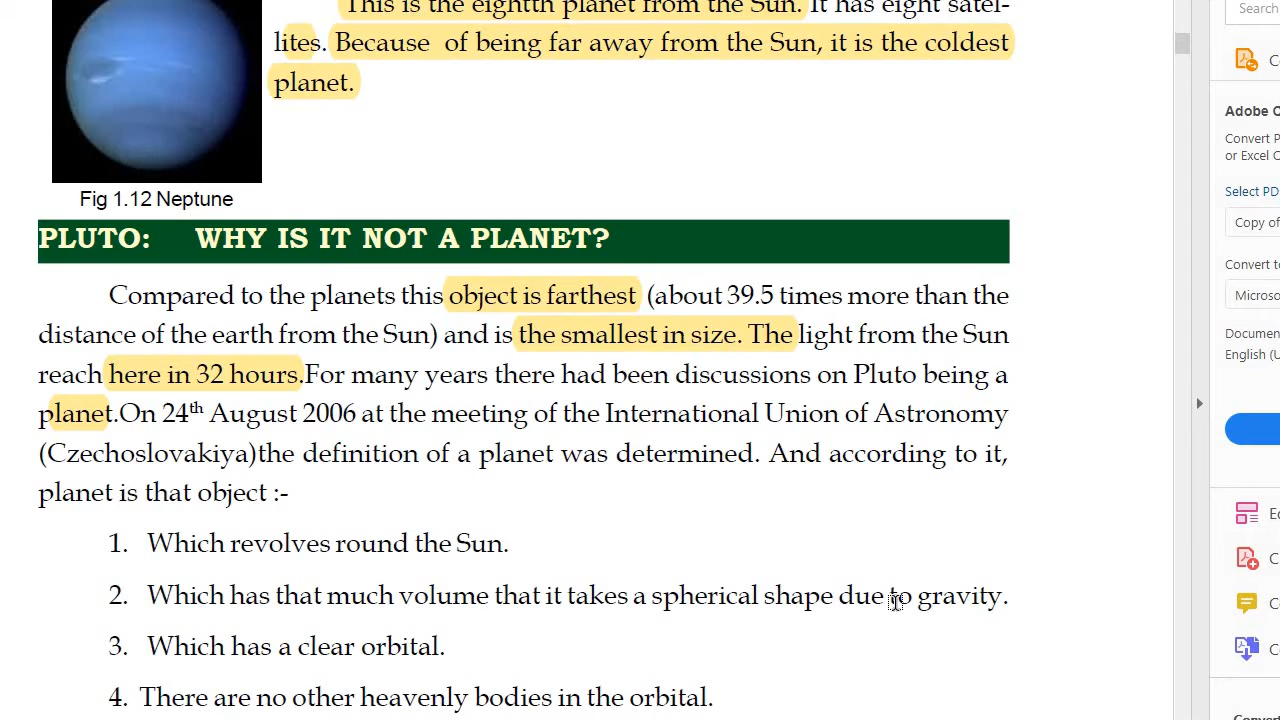 This is the eightth planet from the Sun. It has eight satel-
lites. Because of being far away from the Sun, it is the coldest
planet.
Fig 1.12 Neptune
PLUTO: WHY IS IT NOT A PLANET?
Compared to the planets this object is farthest (about 39.5 times more than the
distance of the earth from the Sun) and is the smallest in size. The light from the Sun
reach here in 32 hours.For many years there had been discussions on Pluto being a
planet.On 24th August 2006 at the meeting of the International Union of Astronomy
(Czechoslovakiya)the definition of a planet was determined. And according to it,
planet is that object :-
1. Which revolves round the Sun.
2. Which has that much volume that it takes a spherical shape due to gravity.
3. Which has a clear orbital.
4. There are no other heavenly bodies in the orbital.
Search
Adobe
Convert
or Excel
Select
Copy of
Convert
Document
English